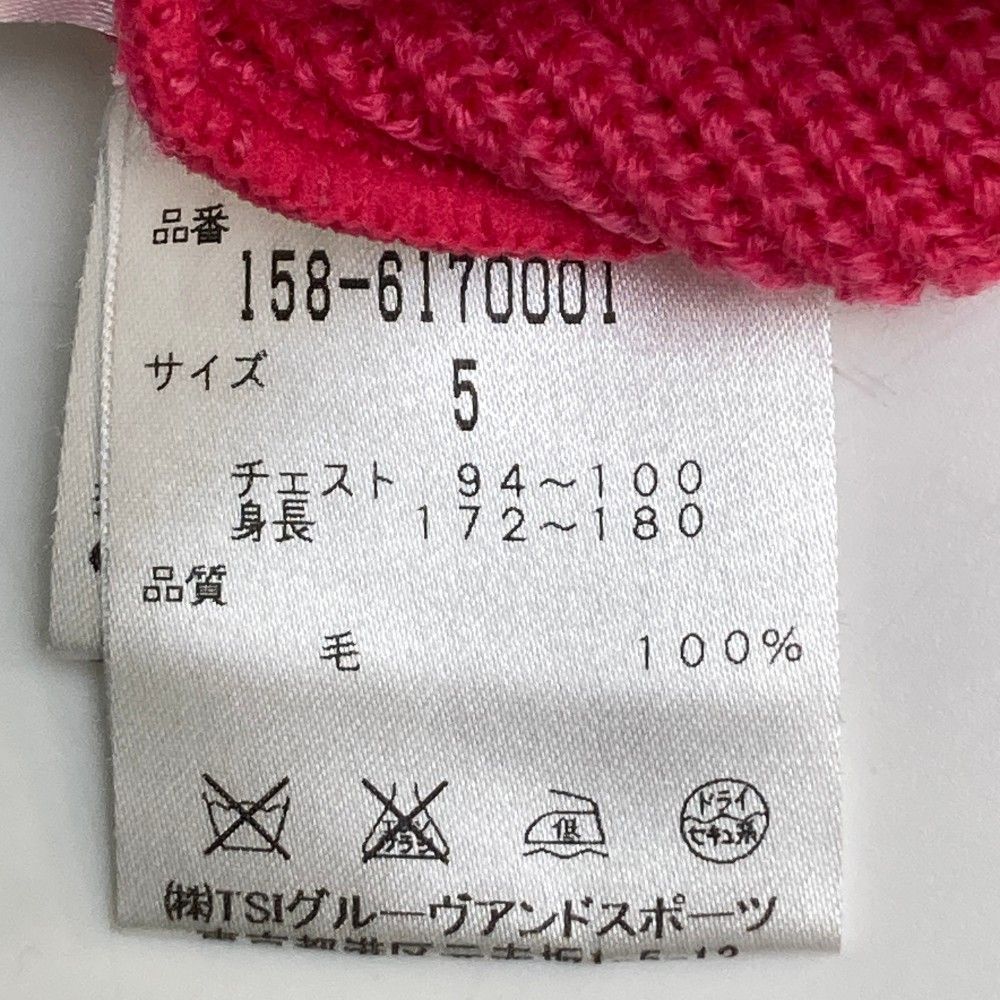 品番
158-6170001
サイズ
5
チェスト 94~100
身長 172~180
品質
毛 100%
低
ドライ
セキユ系
(株)TSIグルーヴアンドスポーツ